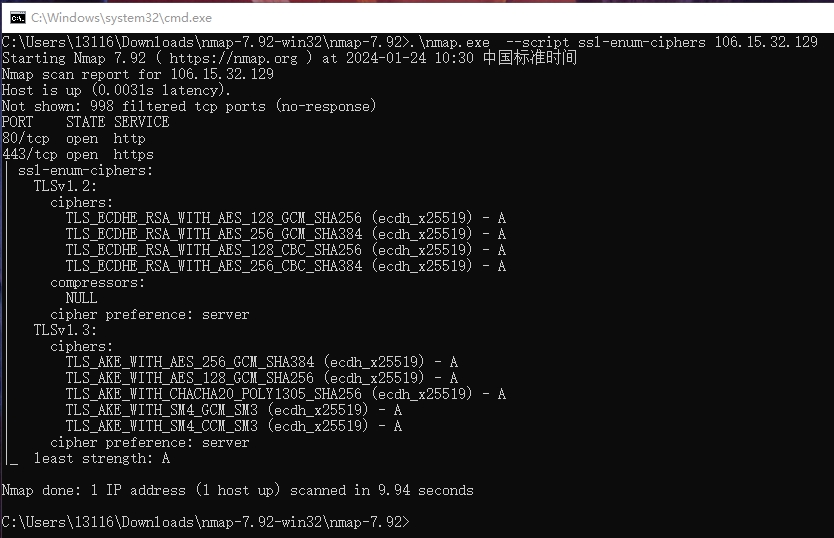 C:\Windows\system32\cmd.exe
C:\Users\13116\Downloads\nmap-7.92-win32\nmap-7.92>.\nmap.exe  --script ssl-enum-ciphers 106.15.32.129
Starting Nmap 7.92 ( https://nmap.org ) at 2024-01-24 10:30 中国标准时间
Nmap scan report for 106.15.32.129
Host is up (0.0031s latency).
Not shown: 998 filtered tcp ports (no-response)
PORT    STATE SERVICE
80/tcp  open  http
443/tcp open  https
| ssl-enum-ciphers:
|   TLSv1.2:
|     ciphers:
|       TLS_ECDHE_RSA_WITH_AES_128_GCM_SHA256 (ecdh_x25519) - A
|       TLS_ECDHE_RSA_WITH_AES_256_GCM_SHA384 (ecdh_x25519) - A
|       TLS_ECDHE_RSA_WITH_AES_128_CBC_SHA256 (ecdh_x25519) - A
|       TLS_ECDHE_RSA_WITH_AES_256_CBC_SHA384 (ecdh_x25519) - A
|     compressors:
|       NULL
|     cipher preference: server
|   TLSv1.3:
|     ciphers:
|       TLS_AKE_WITH_AES_256_GCM_SHA384 (ecdh_x25519) - A
|       TLS_AKE_WITH_AES_128_GCM_SHA256 (ecdh_x25519) - A
|       TLS_AKE_WITH_CHACHA20_POLY1305_SHA256 (ecdh_x25519) - A
|       TLS_AKE_WITH_SM4_GCM_SM3 (ecdh_x25519) - A
|       TLS_AKE_WITH_SM4_CCM_SM3 (ecdh_x25519) - A
|     cipher preference: server
|_  least strength: A
Nmap done: 1 IP address (1 host up) scanned in 9.94 seconds
C:\Users\13116\Downloads\nmap-7.92-win32\nmap-7.92>